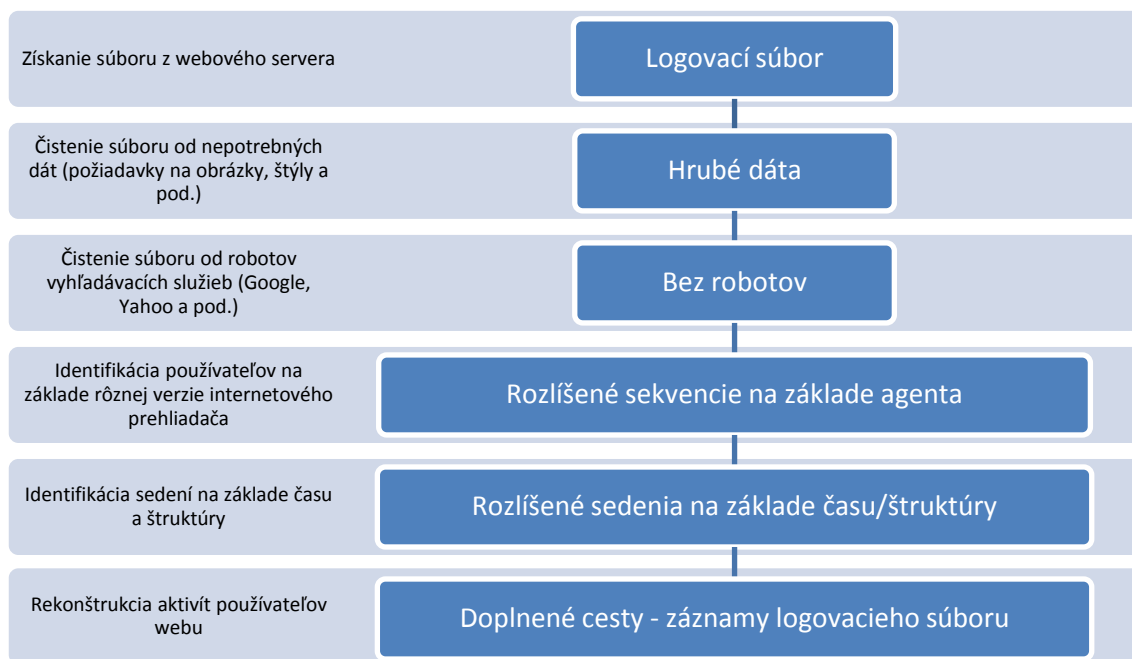 Získanie súboru z webového servera
Logovací súbor
Čistenie súboru od nepotrebných
dát (požiadavky na obrázky, štýly a
pod.)
Hrubé dáta
Čistenie súboru od robotov
vyhľadávacích služieb (Google,
Yahoo a pod.)
Bez robotov
Identifikácia používateľov na
základe rôznej verzie internetového
prehliadača
Rozlíšené sekvencie na základe agenta
Identifikácia sedení na základe času
a štruktúry
Rozlíšené sedenia na základe času/štruktúry
Rekonštrukcia aktivít používateľov
webu
Doplnené cesty - záznamy logovacieho súboru